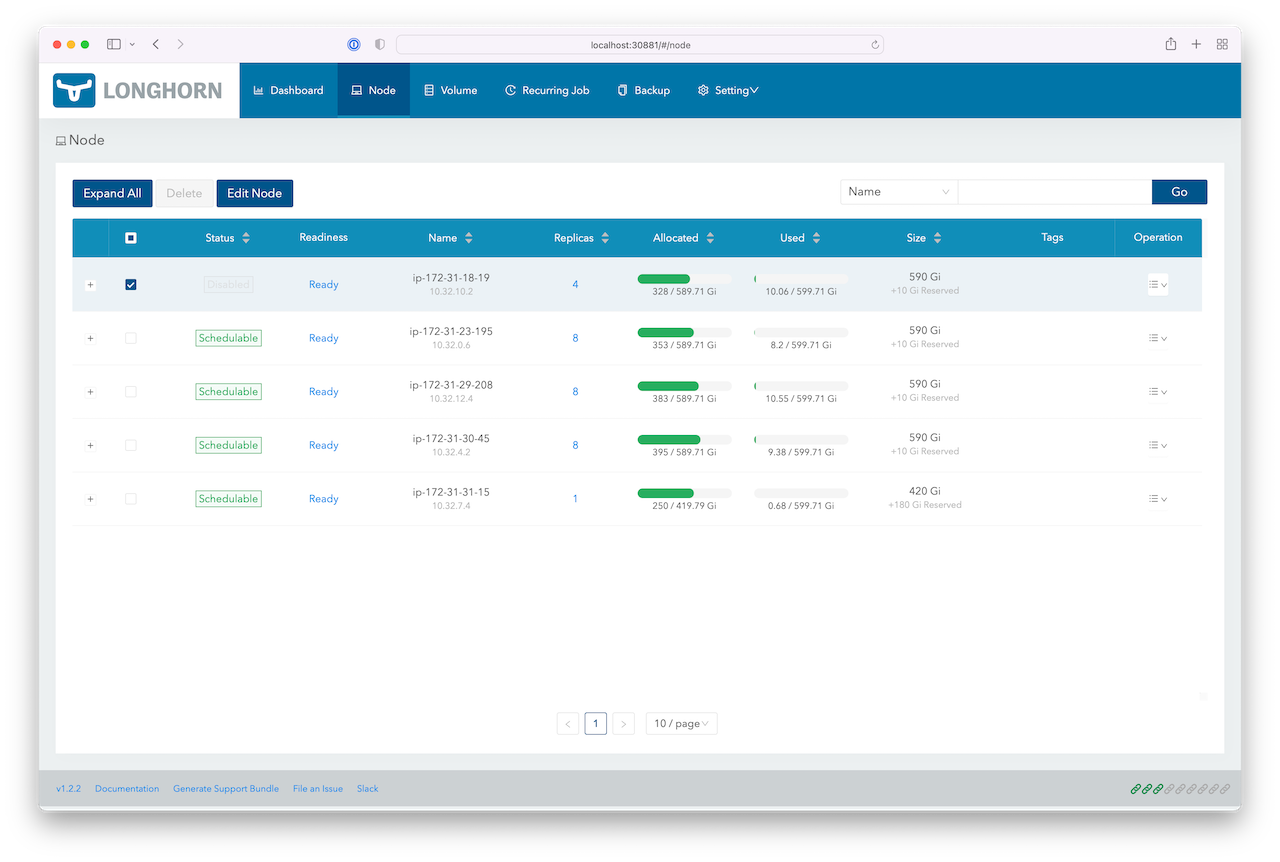 localhost:30881/#/node
LONGHORN
Dashboard Node Volume Recurring Job Backup Setting
Node
Expand All Delete Edit Node Name Go
Status Readiness Name Replicas Allocated Used Size Tags Operation
+ Disabled Ready ip-172-31-18-19 4 590 Gi
10.32.10.2 328 / 589.71 Gi 10.06 / 599.71 Gi +10 Gi Reserved
+ Schedulable Ready ip-172-31-23-195 8 590 Gi
10.32.0.6 353 / 589.71 Gi 8.2 / 599.71 Gi +10 Gi Reserved
+ Schedulable Ready ip-172-31-29-208 8 590 Gi
10.32.12.4 383 / 589.71 Gi 10.55 / 599.71 Gi +10 Gi Reserved
+ Schedulable Ready ip-172-31-30-45 8 590 Gi
10.32.4.2 395 / 589.71 Gi 9.38 / 599.71 Gi +10 Gi Reserved
+ Schedulable Ready ip-172-31-31-15 1 420 Gi
10.32.7.4 250 / 419.79 Gi 0.68 / 599.71 Gi +180 Gi Reserved
< 1 > 10 / page
v1.2.2 Documentation Generate Support Bundle File an Issue Slack